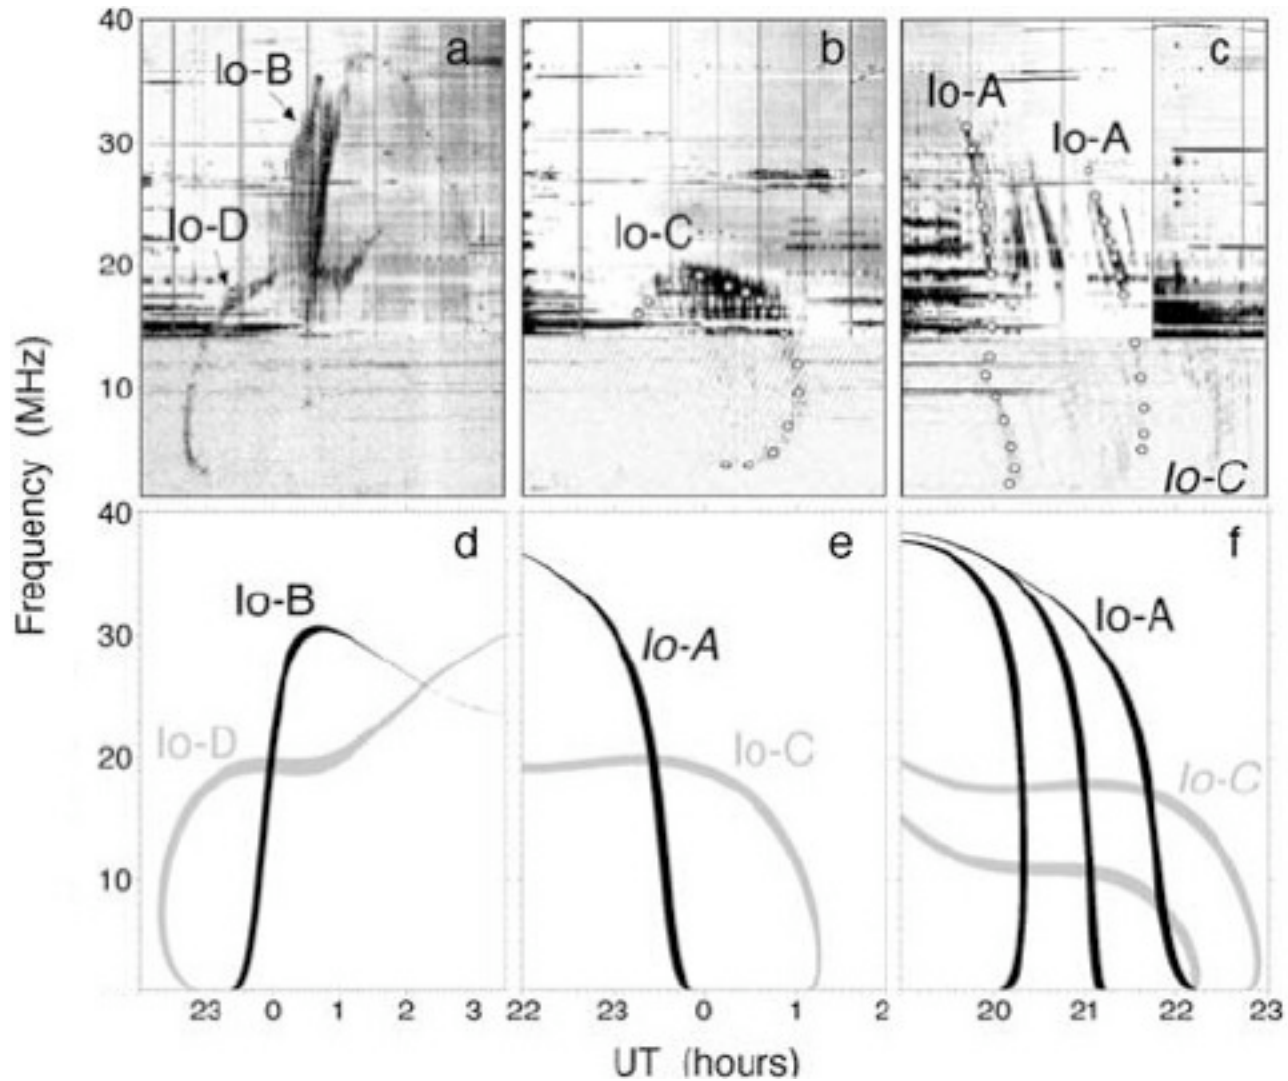 40
a
b
c
Io-B
Io-A
Io-A
30
Io-D
Io-C
20
10
Io-C
Frequency (MHz)
40
d
e
f
Io-B
Io-A
Io-A
30
Io-D
Io-C
Io-C
20
10
23 0 1 2 3
22 23 0 1 2
20 21 22 23
UT (hours)